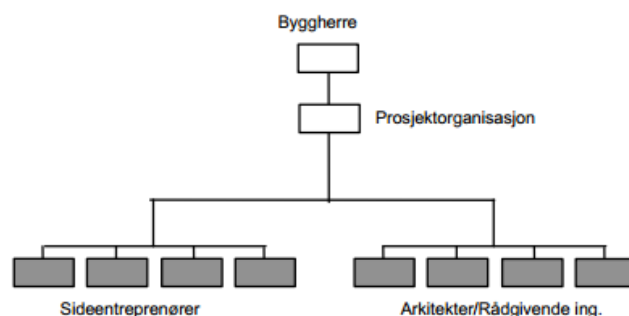 Byggherre
Prosjektorganisasjon
Sideentreprenører
Arkitekter/Rådgivende ing.